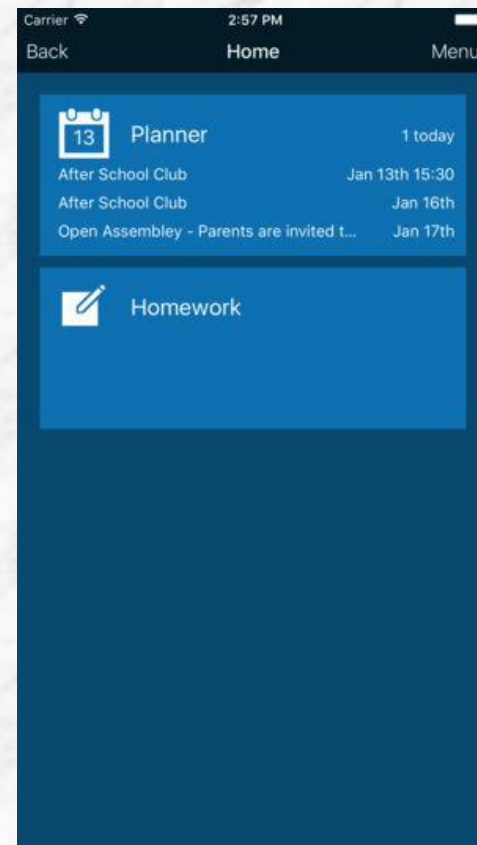 Carrier 2:57 PM
Back Home Menu
13 Planner 1 today
After School Club Jan 13th 15:30
After School Club Jan 16th
Open Assembley - Parents are invited t... Jan 17th
Homework